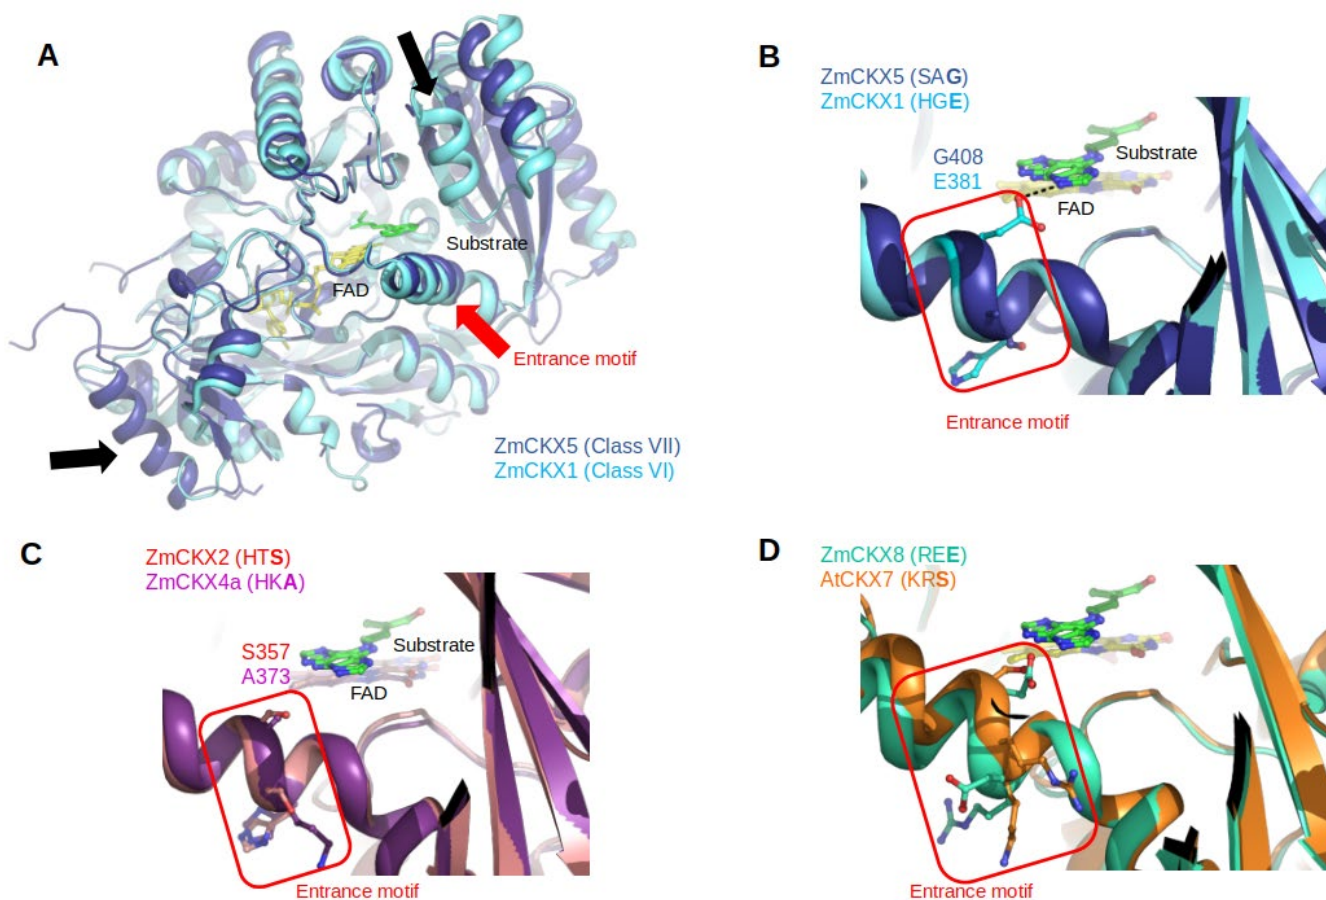 A
Substrate
FAD
Entrance motif
ZmCKX5 (Class VII)
ZmCKX1 (Class VI)
B
ZmCKX5 (SAG)
ZmCKX1 (HGE)
G408
E381
Substrate
FAD
Entrance motif
C
ZmCKX2 (HTS)
ZmCKX4a (HKA)
S357
A373
Substrate
FAD
Entrance motif
D
ZmCKX8 (REE)
AtCKX7 (KRS)
Entrance motif